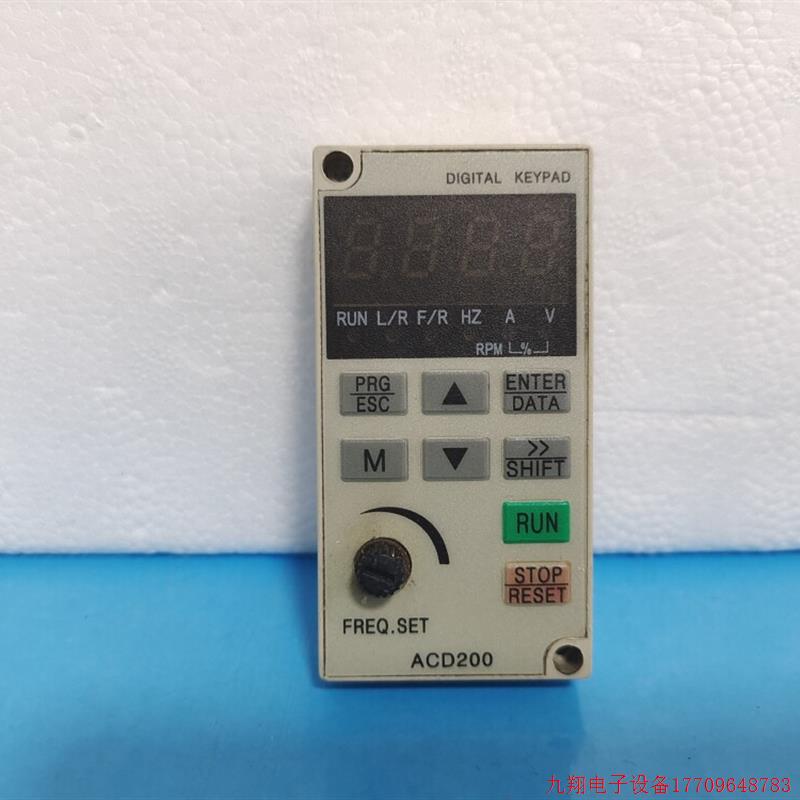 DIGITAL KEYPAD
RUN L/R F/R HZ A V
RPM %
PRG ▲ ENTER
ESC DATA
M ▼ >>
SHIFT
RUN
STOP
RESET
FREQ.SET
ACD200
九翔电子设备17709648783